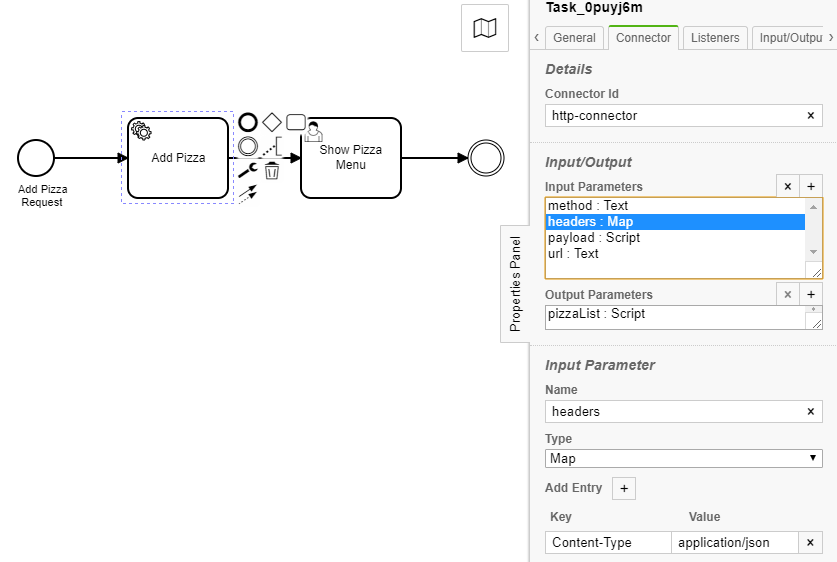 Task_0puyj6m
General
Connector
Listeners
Input/Outpu
Details
Connector Id
http-connector
Input/Output
Input Parameters
method : Text
headers : Map
payload : Script
url : Text
Output Parameters
pizzaList : Script
Input Parameter
Name
headers
Type
Map
Add Entry +
Key Value
Content-Type application/json
Properties Panel
Add Pizza
Request
Add Pizza
Show Pizza
Menu